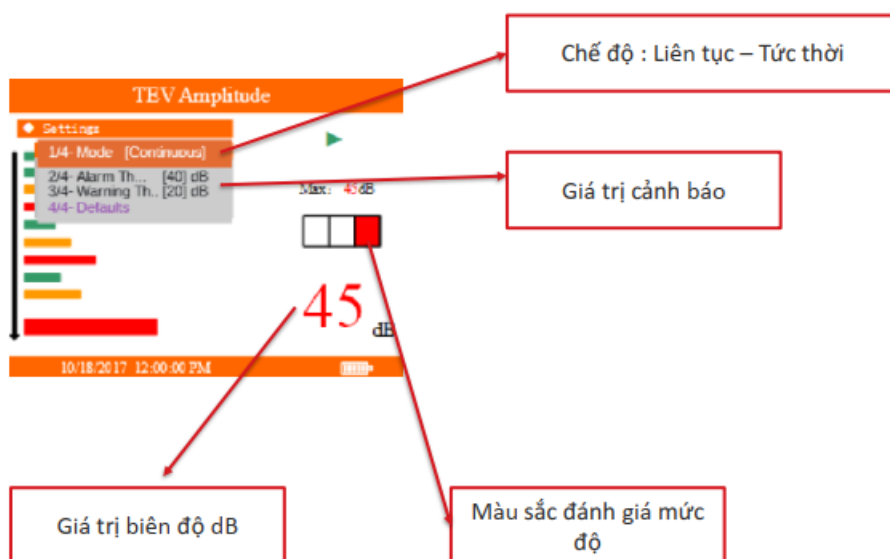 Chế độ : Liên tục – Tức thời
TEV Amplitude
Settings
1/4- Mode [Continuous]
2/4- Alarm Th... [40] dB
3/4- Warning Th.. [20] dB
4/4- Defaults
Max: 45dB
Giá trị cảnh báo
45 dB
10/18/2017 12:00:00 PM
Giá trị biên độ dB
Màu sắc đánh giá mức
độ